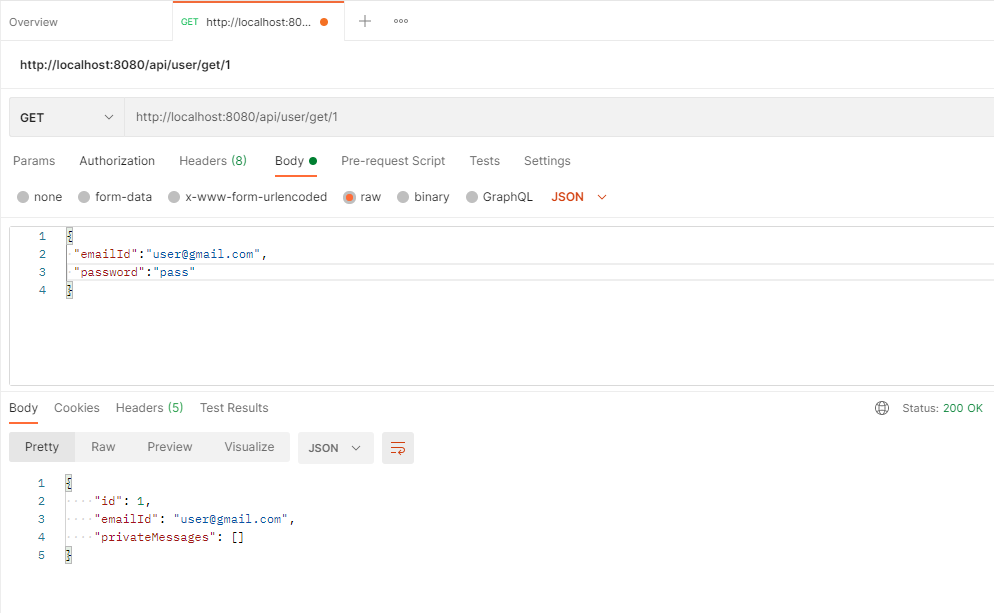 Overview
GET http://localhost:80...
http://localhost:8080/api/user/get/1
GET http://localhost:8080/api/user/get/1
Params Authorization Headers (8) Body Pre-request Script Tests Settings
none form-data x-www-form-urlencoded raw binary GraphQL JSON
1 {
2 "emailId":"user@gmail.com",
3 "password":"pass"
4 }
Body Cookies Headers (5) Test Results Status: 200 OK
Pretty Raw Preview Visualize JSON
1 {
2 "id": 1,
3 "emailId": "user@gmail.com",
4 "privateMessages": []
5 }